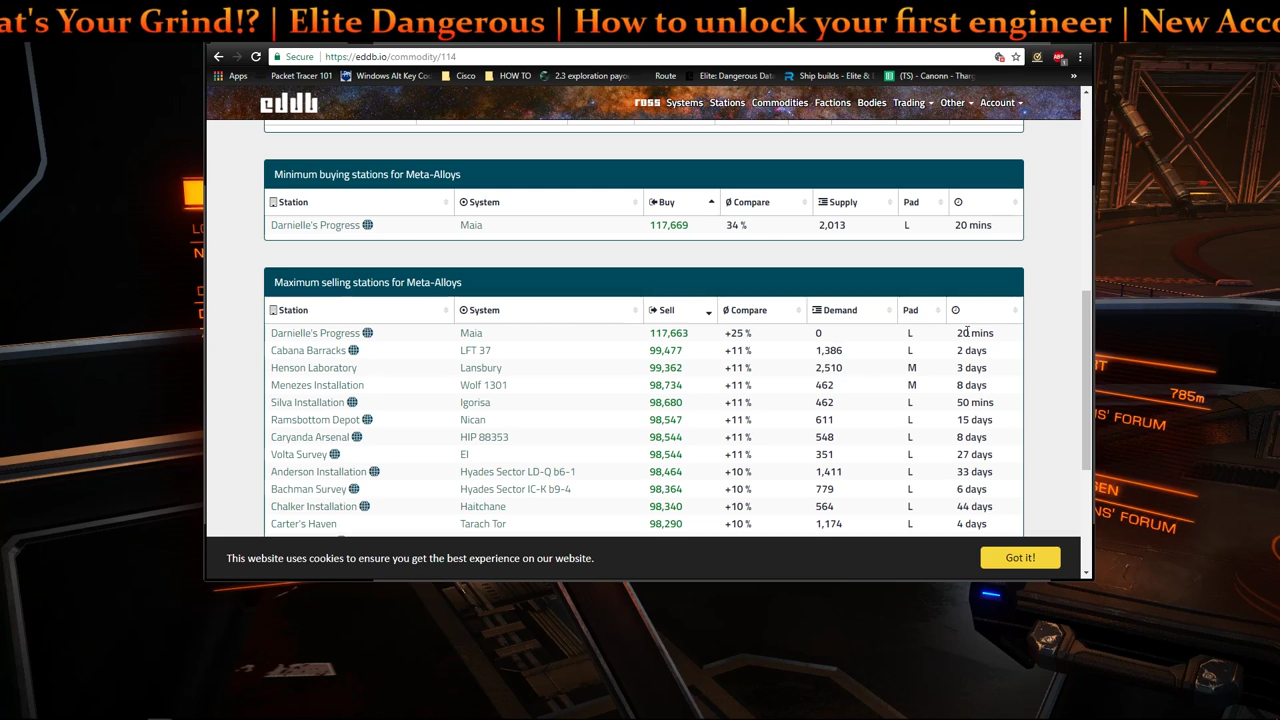 at's Your Grind!? | Elite Dangerous | How to unlock your first engineer | New Acco
Secure | https://eddb.io/commodity/114
Apps Packet Tracer 101 Windows Alt Key Co Cisco HOW TO 2.3 exploration payou Route Elite: Dangerous Dat Ship builds - Elite & (TS) - Canonn - Tharg »
eddb ross Systems Stations Commodities Factions Bodies Trading Other Account
Minimum buying stations for Meta-Alloys
Station System Buy Ø Compare Supply Pad
Darnielle's Progress Maia 117,669 34 % 2,013 L 20 mins
Maximum selling stations for Meta-Alloys
Station System Sell Ø Compare Demand Pad
Darnielle's Progress Maia 117,663 +25 % 0 L 20 mins
Cabana Barracks LFT 37 99,477 +11 % 1,386 L 2 days
Henson Laboratory Lansbury 99,362 +11 % 2,510 M 3 days
Menezes Installation Wolf 1301 98,734 +11 % 462 M 8 days
Silva Installation Igorisa 98,680 +11 % 462 L 50 mins
Ramsbottom Depot Nican 98,547 +11 % 611 L 15 days
Caryanda Arsenal HIP 88353 98,544 +11 % 548 L 8 days
Volta Survey El 98,544 +11 % 351 L 27 days
Anderson Installation Hyades Sector LD-Q b6-1 98,464 +10 % 1,411 L 33 days
Bachman Survey Hyades Sector IC-K b9-4 98,364 +10 % 779 L 6 days
Chalker Installation Haitchane 98,340 +10 % 564 L 44 days
Carter's Haven Tarach Tor 98,290 +10 % 1,174 L 4 days
This website uses cookies to ensure you get the best experience on our website. Got it!
785m
NS' FORUM
SEN
NS' FORUM